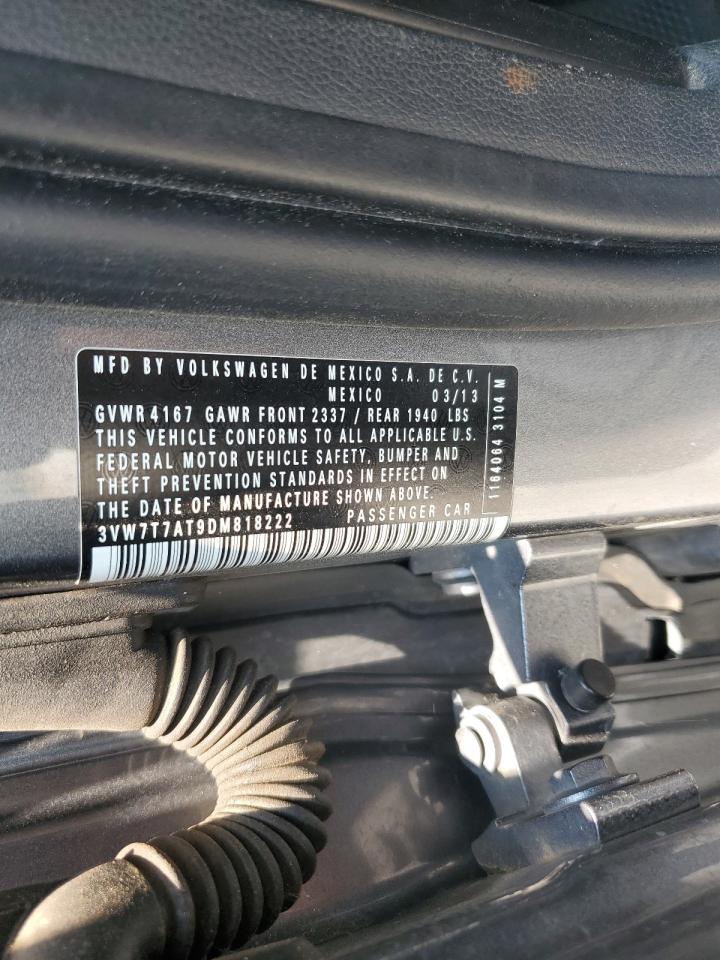 MFD BY VOLKSWAGEN DE MEXICO S.A. DE C.V.
MEXICO 03/13
GVWR 4167 GAWR FRONT 2337 / REAR 1940 LBS
THIS VEHICLE CONFORMS TO ALL APPLICABLE U.S.
FEDERAL MOTOR VEHICLE SAFETY, BUMPER AND
THEFT PREVENTION STANDARDS IN EFFECT ON
THE DATE OF MANUFACTURE SHOWN ABOVE.
3VW7T7AT9DM818222 PASSENGER CAR
1164064 3104 M